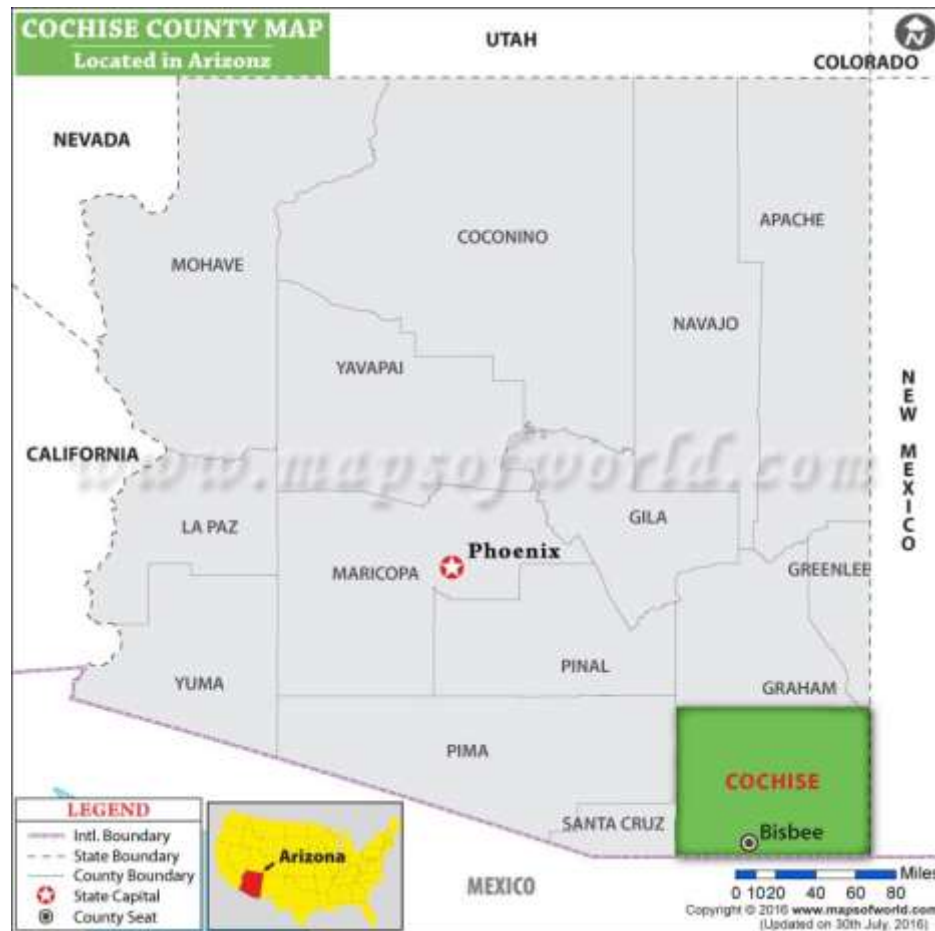 COCHISE COUNTY MAP
Located in Arizonz
UTAH
N
COLORADO
NEVADA
APACHE
COCONINO
MOHAVE
NAVAJO
YAVAPAI
NEW MEXICO
CALIFORNIA
www.mapsofworld.com
LA PAZ
GILA
Phoenix
MARICOPA
GREENLEE
PINAL
YUMA
GRAHAM
PIMA
COCHISE
SANTA CRUZ
Bisbee
LEGEND
Intl. Boundary
State Boundary
County Boundary
State Capital
County Seat
Arizona
MEXICO
Miles
0 10 20 40 60 80
Copyright © 2016 www.mapsofworld.com
(Updated on 30th July, 2016)